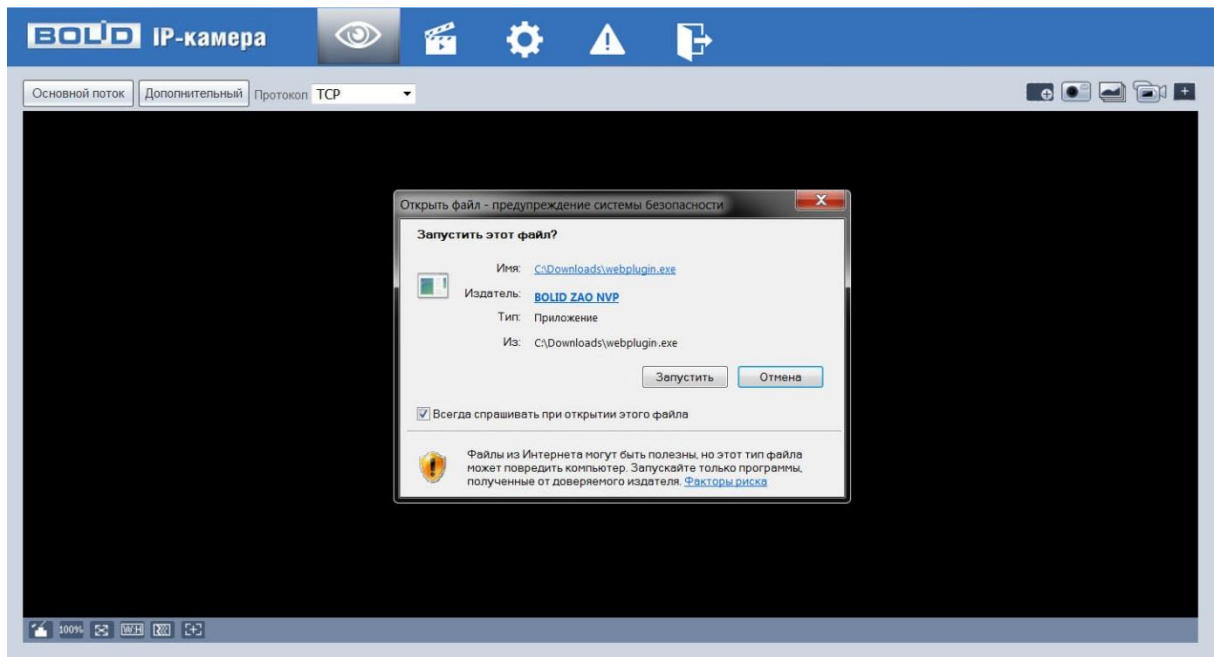 BOLID IP-камера
Основной поток Дополнительный Протокол TCP
Открыть файл - предупреждение системы безопасности
Запустить этот файл?
Имя: C:\Downloads\webplugin.exe
Издатель: BOLID ZAO NVP
Тип: Приложение
Из: C:\Downloads\webplugin.exe
Запустить Отмена
Всегда спрашивать при открытии этого файла
Файлы из Интернета могут быть полезны, но этот тип файла
может повредить компьютер. Запускайте только программы,
полученные от доверяемого издателя. Факторы риска
100% W:H